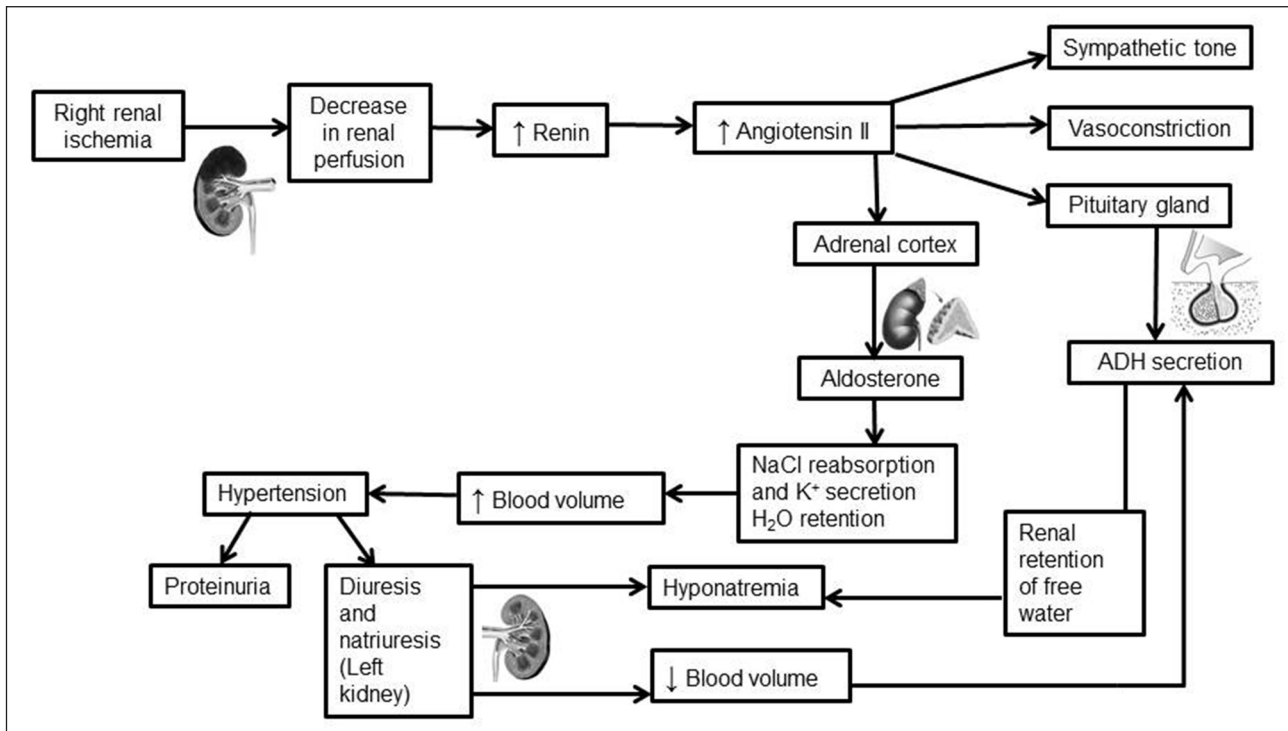 Sympathetic tone
Right renal
ischemia
Decrease
in renal
perfusion
↑ Renin
↑ Angiotensin II
Vasoconstriction
Pituitary gland
Adrenal cortex
ADH secretion
Aldosterone
NaCl reabsorption
and K⁺ secretion
H₂O retention
↑ Blood volume
Hypertension
Proteinuria
Diuresis
and
natriuresis
(Left
kidney)
Hyponatremia
Renal
retention
of free
water
↓ Blood volume